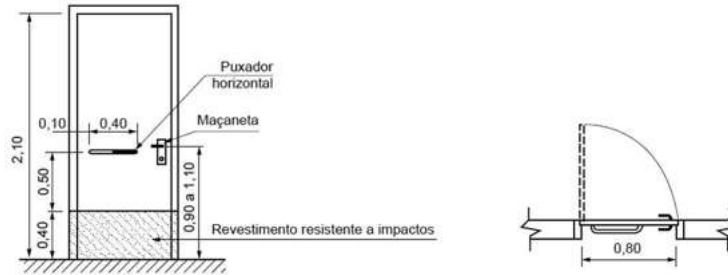 Puxador
horizontal
0,10
0,40
Maçaneta
2,10
0,50
0,90 a 1,10
0,40
Revestimento resistente a impactos
0,80